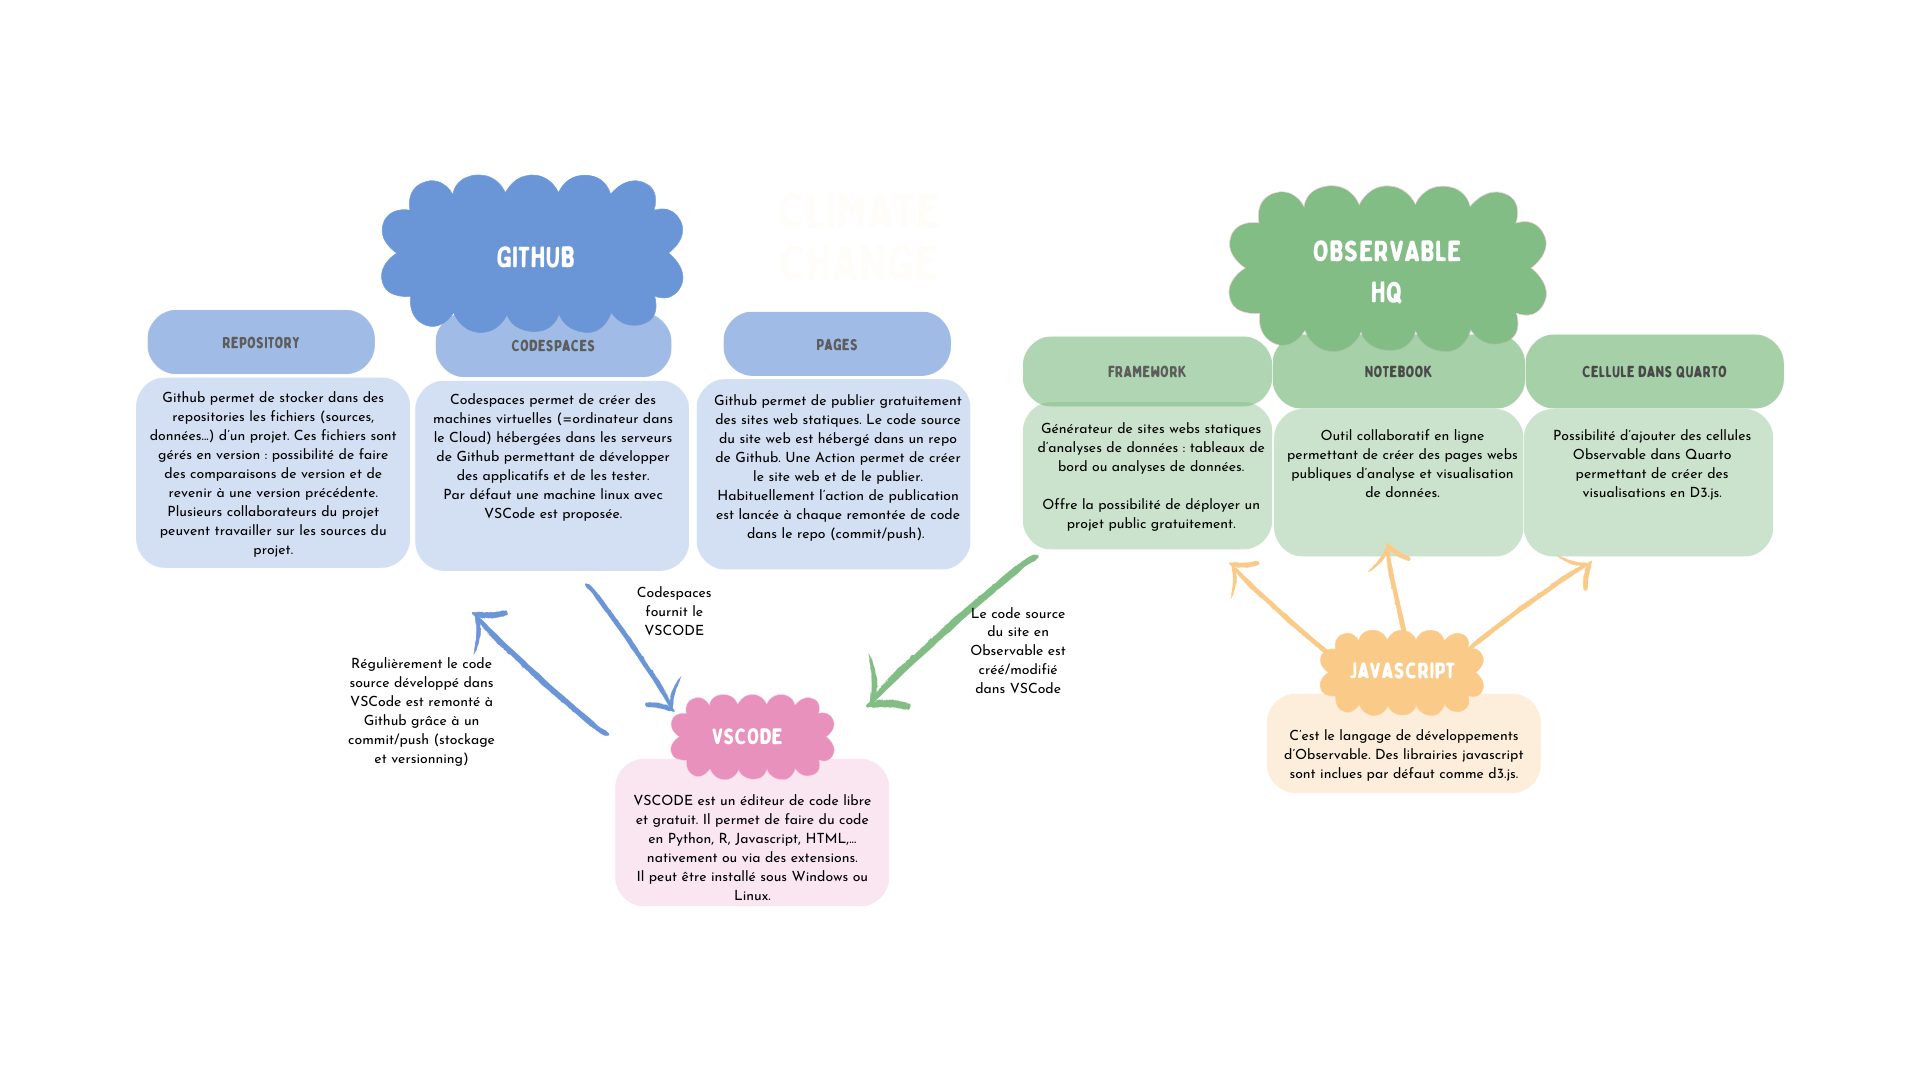 CLIMATE
CHANGE
GITHUB
REPOSITORY
Github permet de stocker dans des
repositories les fichiers (sources,
données...) d'un projet. Ces fichiers sont
gérés en version : possibilité de faire
des comparaisons de version et de
revenir à une version précédente.
Plusieurs collaborateurs du projet
peuvent travailler sur les sources du
projet.
CODESPACES
Codespaces permet de créer des
machines virtuelles (=ordinateur dans
le Cloud) hébergées dans les serveurs
de Github permettant de développer
des applicatifs et de les tester.
Par défaut une machine linux avec
VSCode est proposée.
PAGES
Github permet de publier gratuitement
des sites web statiques. Le code source
du site web est hébergé dans un repo
de Github. Une Action permet de créer
le site web et de le publier.
Habituellement l'action de publication
est lancée à chaque remontée de code
dans le repo (commit/push).
OBSERVABLE
HQ
FRAMEWORK
Générateur de sites webs statiques
d'analyses de données : tableaux de
bord ou analyses de données.
Offre la possibilité de déployer un
projet public gratuitement.
NOTEBOOK
Outil collaboratif en ligne
permettant de créer des pages webs
publiques d'analyse et visualisation
de données.
CELLULE DANS QUARTO
Possibilité d'ajouter des cellules
Observable dans Quarto
permettant de créer des
visualisations en D3.js.
Codespaces
fournit le
VSCODE
Régulièrement le code
source développé dans
VSCode est remonté à
Github grâce à un
commit/push (stockage
et versionning)
Le code source
du site en
Observable est
créé/modifié
dans VSCode
VSCODE
VSCODE est un éditeur de code libre
et gratuit. Il permet de faire du code
en Python, R, Javascript, HTML,...
nativement ou via des extensions.
Il peut être installé sous Windows ou
Linux.
JAVASCRIPT
C'est le langage de développements
d'Observable. Des librairies javascript
sont inclues par défaut comme d3.js.